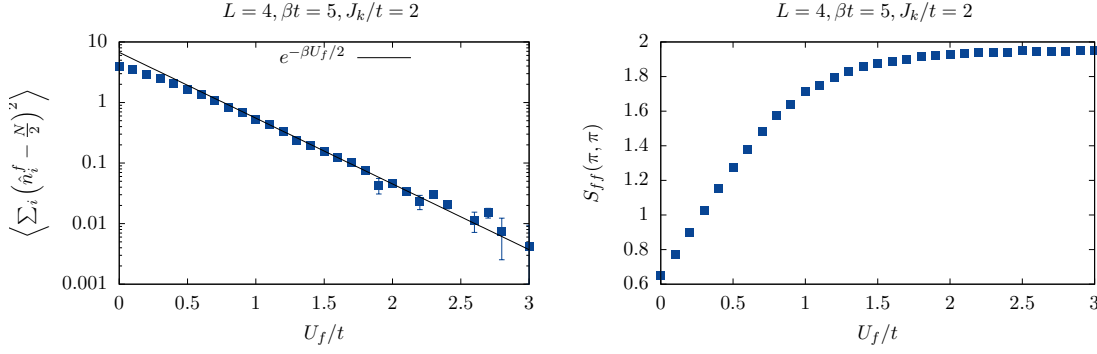 L = 4, βt = 5, J_k/t = 2
e^{-βU_f/2}
10
1
0.1
0.01
0.001
0 0.5 1 1.5 2 2.5 3
U_f/t
⟨∑_i (n̂_i^f − N/2)^2⟩
L = 4, βt = 5, J_k/t = 2
2
1.8
1.6
1.4
1.2
1
0.8
0.6
0 0.5 1 1.5 2 2.5 3
U_f/t
S_{ff}(π, π)